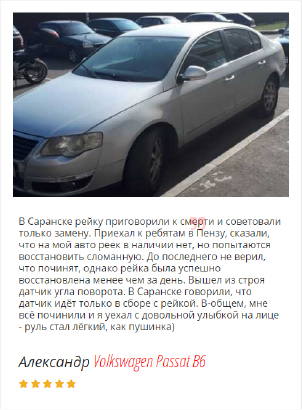 В Саранске рейку приговорили к смерти и советовали
только замену. Приехал к ребятам в Пензу, сказали,
что на мой авто реек в наличии нет, но попытаются
восстановить сломанную. До последнего не верил,
что починят, однако рейка была успешно
восстановлена менее чем за день. Вышел из строя
датчик угла поворота. В Саранске говорили, что
датчик идёт только в сборе с рейкой. В-общем, мне
всё починили и я уехал с довольной улыбкой на лице
- руль стал лёгкий, как пушинка)
Александр Volkswagen Passat B6